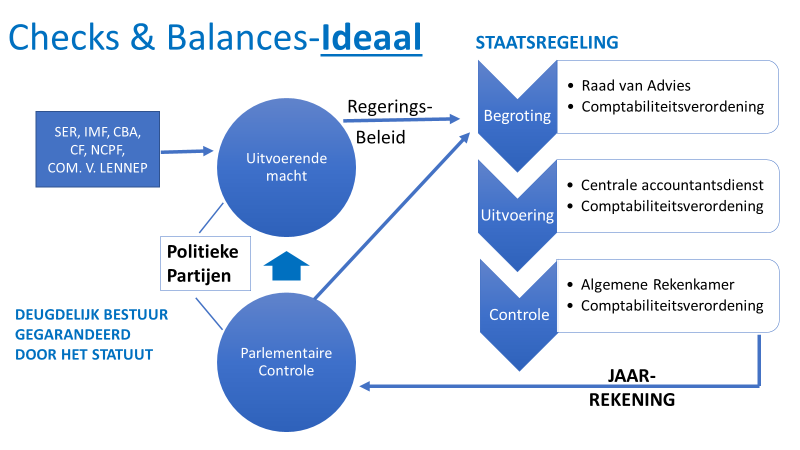 Checks & Balances-Ideaal
STAATSREGELING
SER, IMF, CBA,
CF, NCPF,
COM. V. LENNEP
Uitvoerende
macht
Regerings-
Beleid
Begroting
• Raad van Advies
• Comptabiliteitsverordening
Uitvoering
• Centrale accountantsdienst
• Comptabiliteitsverordening
Politieke
Partijen
Controle
• Algemene Rekenkamer
• Comptabiliteitsverordening
DEUGDELIJK BESTUUR
GEGARANDEERD
DOOR HET STATUUT
Parlementaire
Controle
JAAR-
REKENING